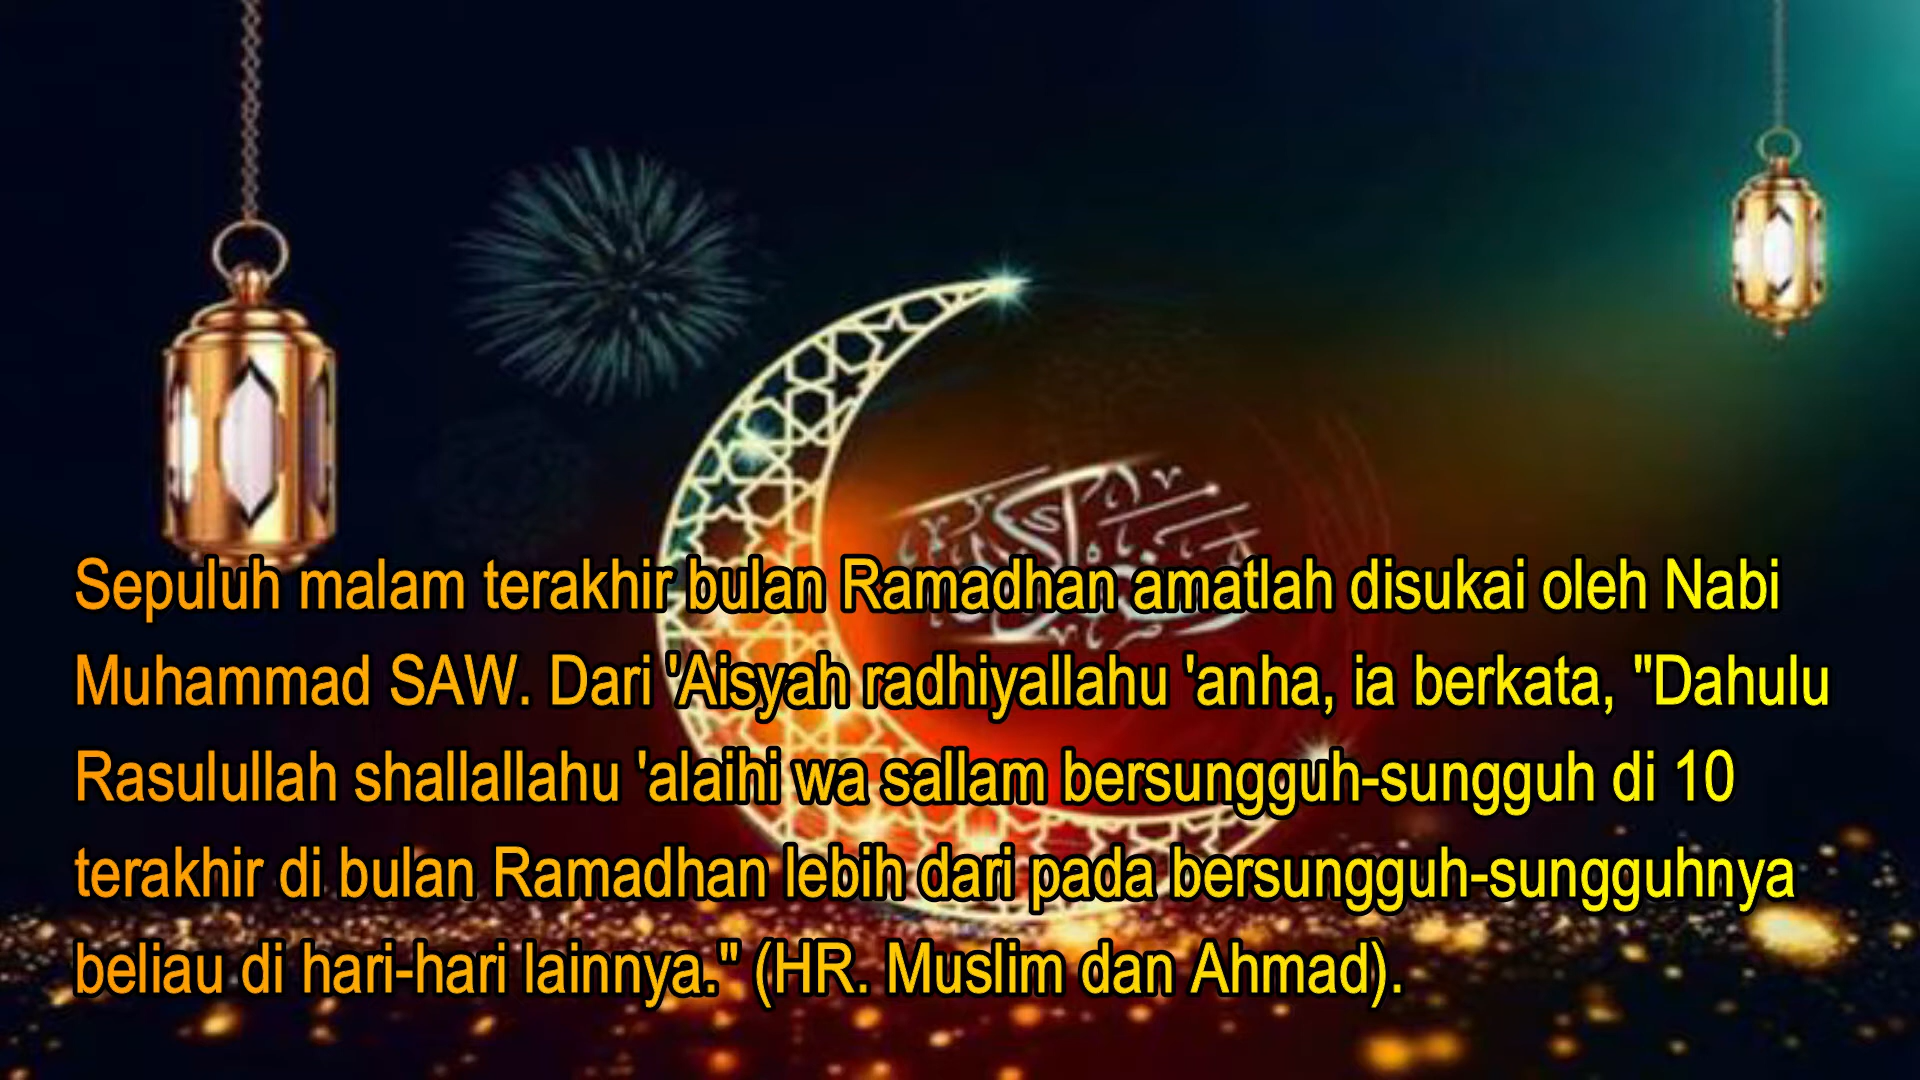 Sepuluh malam terakhir bulan Ramadhan amatlah disukai oleh Nabi
Muhammad SAW. Dari 'Aisyah radhiyallahu 'anha, ia berkata, "Dahulu
Rasulullah shallallahu 'alaihi wa sallam bersungguh-sungguh di 10
terakhir di bulan Ramadhan lebih dari pada bersungguh-sungguhnya
beliau di hari-hari lainnya." (HR. Muslim dan Ahmad).